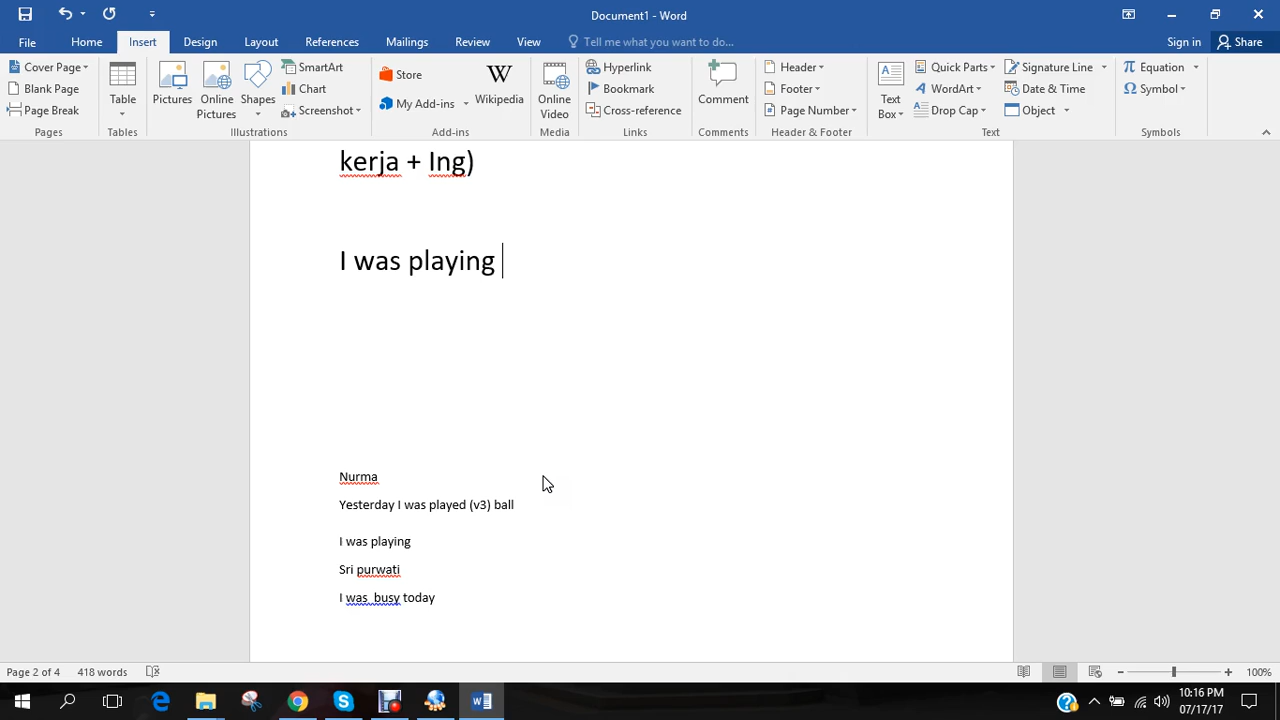 Document1 - Word
File Home Insert Design Layout References Mailings Review View Tell me what you want to do... Sign in Share
Cover Page
Blank Page
Page Break
Pages
Table
Tables
Pictures
Online Pictures
Shapes
SmartArt
Chart
Screenshot
Illustrations
Store
My Add-ins
Wikipedia
Add-ins
Online Video
Media
Hyperlink
Bookmark
Cross-reference
Links
Comment
Comments
Header
Footer
Page Number
Header & Footer
Text Box
Quick Parts
WordArt
Drop Cap
Signature Line
Date & Time
Object
Text
Equation
Symbol
Symbols
kerja + Ing)
I was playing
Nurma
Yesterday I was played (v3) ball
I was playing
Sri purwati
I was  busy today
Page 2 of 4 418 words 100%
10:16 PM
07/17/17